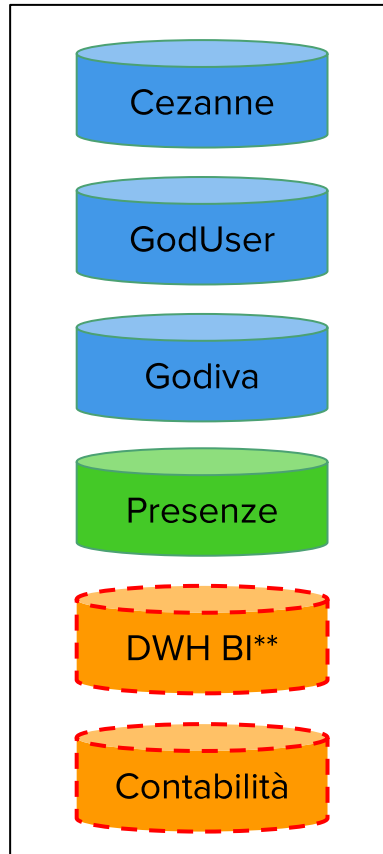 Cezanne
GodUser
Godiva
Presenze
DWH BI**
Contabilità